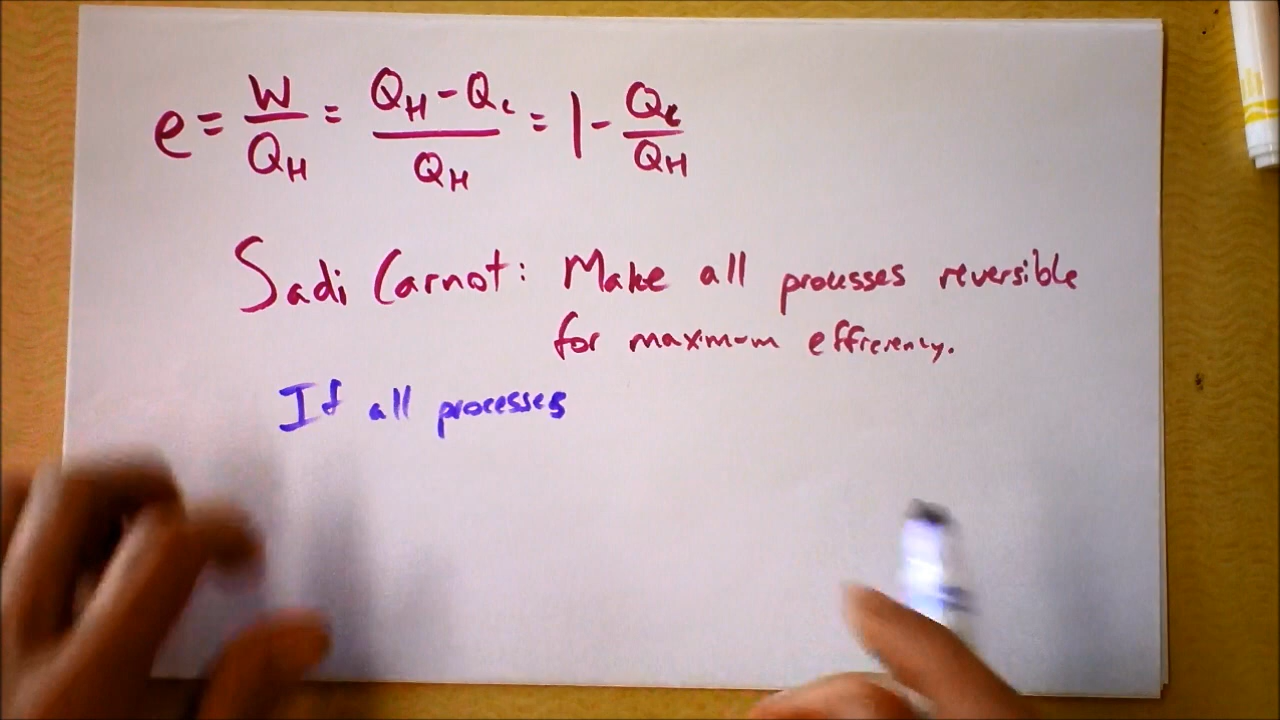 e = W/Q_H = (Q_H - Q_c)/Q_H = 1 - Q_c/Q_H
Sadi Carnot: Make all processes reversible
for maximum efficiency.
If all processes